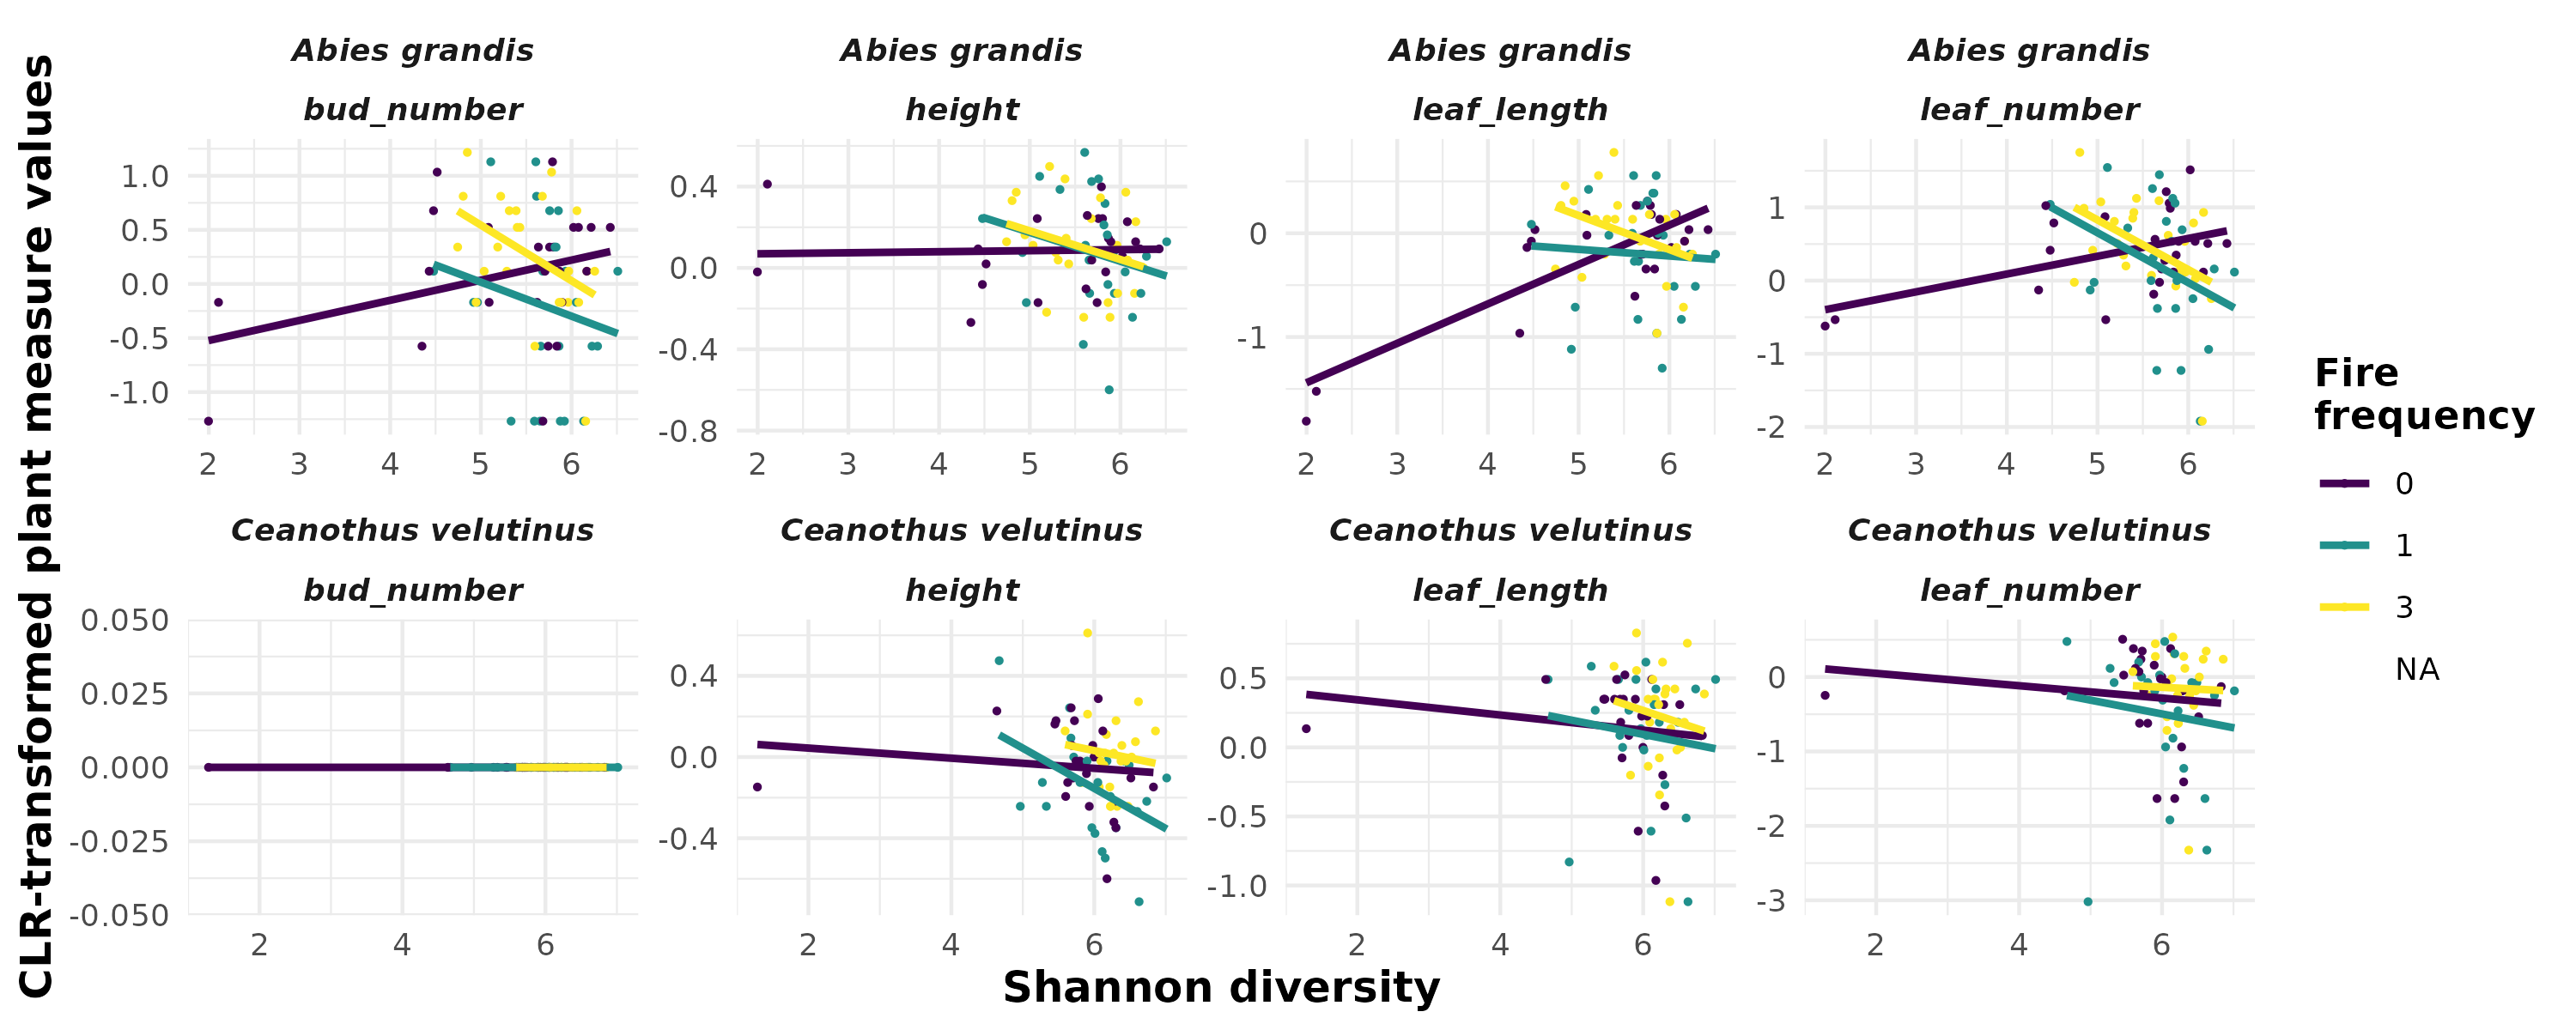 Abies grandis
bud_number
Abies grandis
height
Abies grandis
leaf_length
Abies grandis
leaf_number
1.0
0.5
0.0
-0.5
-1.0
2 3 4 5 6
0.4
0.0
-0.4
-0.8
2 3 4 5 6
0
-1
2 3 4 5 6
1
0
-1
-2
2 3 4 5 6
Ceanothus velutinus
bud_number
Ceanothus velutinus
height
Ceanothus velutinus
leaf_length
Ceanothus velutinus
leaf_number
0.050
0.025
0.000
-0.025
-0.050
2 4 6
0.4
0.0
-0.4
2 4 6
0.5
0.0
-0.5
-1.0
2 4 6
0
-1
-2
-3
2 4 6
CLR-transformed plant measure values
Shannon diversity
Fire
frequency
0
1
3
NA